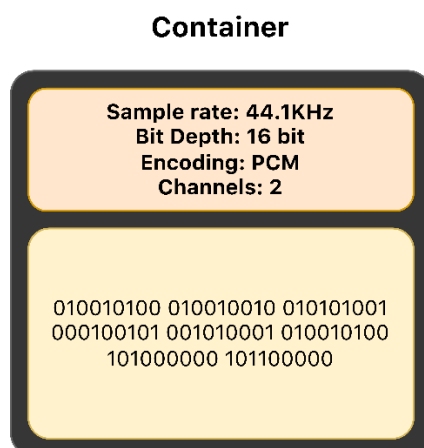 Container
Sample rate: 44.1KHz
Bit Depth: 16 bit
Encoding: PCM
Channels: 2
010010100 010010010 010101001
000100101 001010001 010010100
101000000 101100000